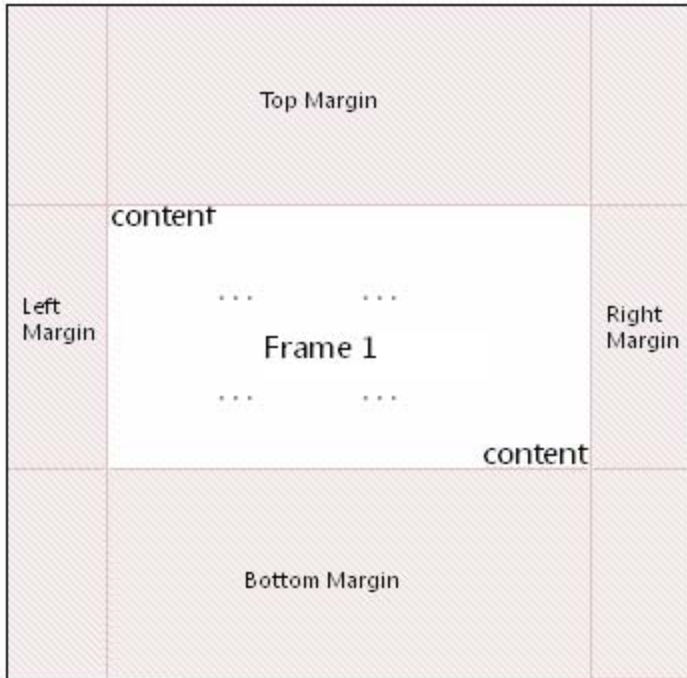 Top Margin
content
... ...
Left
Margin
Right
Margin
Frame 1
... ...
content
Bottom Margin